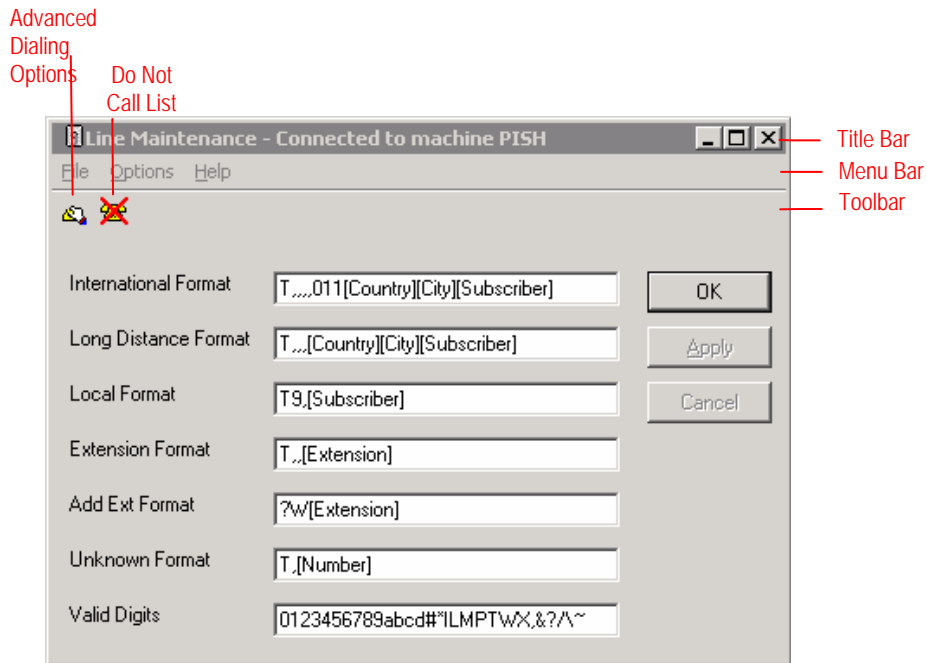 Advanced
Dialing
Options
Do Not
Call List
Line Maintenance - Connected to machine PISH
Title Bar
File Options Help
Menu Bar
Toolbar
International Format T,,,,011[Country][City][Subscriber] OK
Long Distance Format T,,,[Country][City][Subscriber] Apply
Local Format T9,[Subscriber] Cancel
Extension Format T,,[Extension]
Add Ext Format ?W[Extension]
Unknown Format T,[Number]
Valid Digits 0123456789abcd#*!LMPTWX,&?/\~